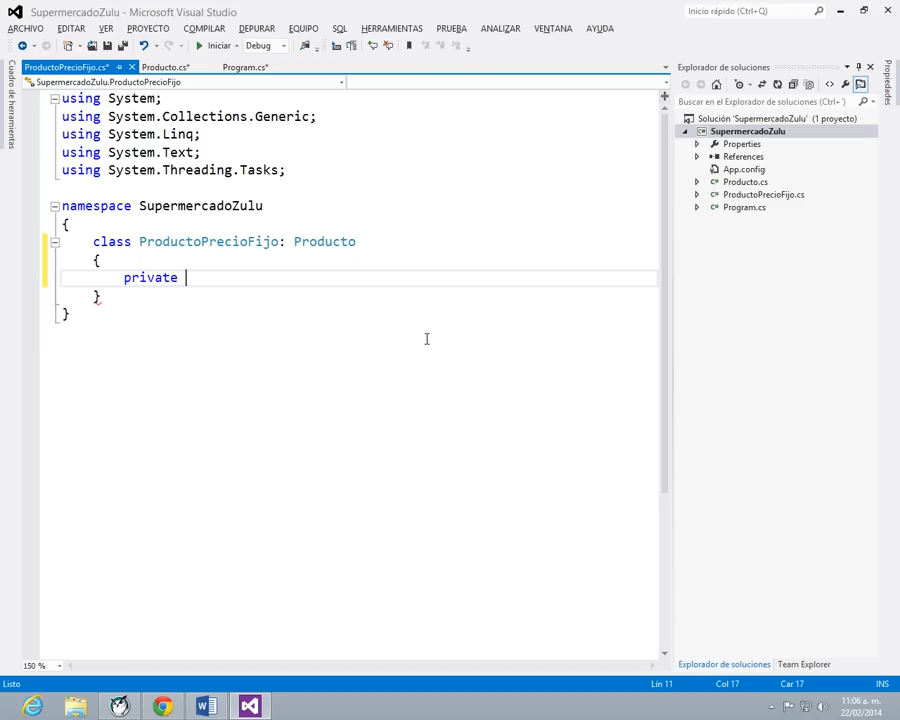 SupermercadoZulu - Microsoft Visual Studio
Inicio rápido (Ctrl+Q)
ARCHIVO EDITAR VER PROYECTO COMPILAR DEPURAR EQUIPO SQL HERRAMIENTAS PRUEBA ARQUITECTURA ANALIZAR VENTANA AYUDA
Iniciar Debug
Cuadro de herramientas
ProductoPrecioFijo.cs* Producto.cs* Program.cs*
SupermercadoZulu.ProductoPrecioFijo
using System;
using System.Collections.Generic;
using System.Linq;
using System.Text;
using System.Threading.Tasks;
namespace SupermercadoZulu
{
class ProductoPrecioFijo: Producto
{
private
}
}
150 %
Explorador de soluciones
Buscar en el Explorador de soluciones (Ctrl+')
Solución 'SupermercadoZulu' (1 proyecto)
SupermercadoZulu
Properties
References
App.config
Producto.cs
ProductoPrecioFijo.cs
Program.cs
Explorador de soluciones Team Explorer
Propiedades
Listo Lín 11 Col 17 Car 17 INS
11:06 a. m.
22/02/2014